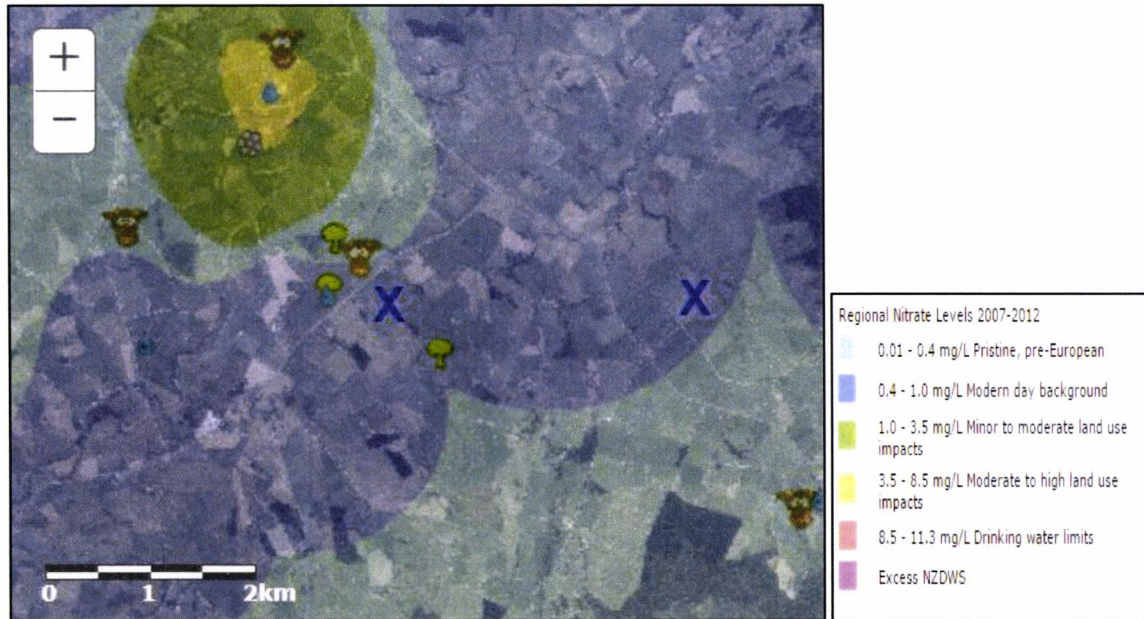 +
−
X
X
0 1 2km
Regional Nitrate Levels 2007-2012
0.01 - 0.4 mg/L Pristine, pre-European
0.4 - 1.0 mg/L Modern day background
1.0 - 3.5 mg/L Minor to moderate land use
impacts
3.5 - 8.5 mg/L Moderate to high land use
impacts
8.5 - 11.3 mg/L Drinking water limits
Excess NZDWS